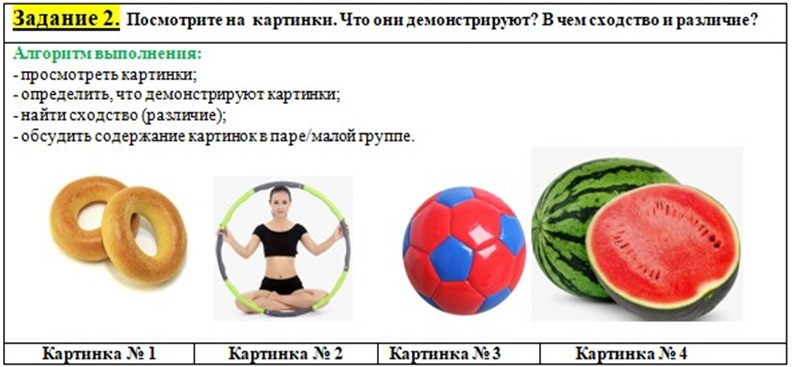 Задание 2. Посмотрите на картинки. Что они демонстрируют? В чем сходство и различие?
Алгоритм выполнения:
- просмотреть картинки;
- определить, что демонстрируют картинки;
- найти сходство (различие);
- обсудить содержание картинок в паре/малой группе.
Картинка № 1 Картинка № 2 Картинка № 3 Картинка № 4